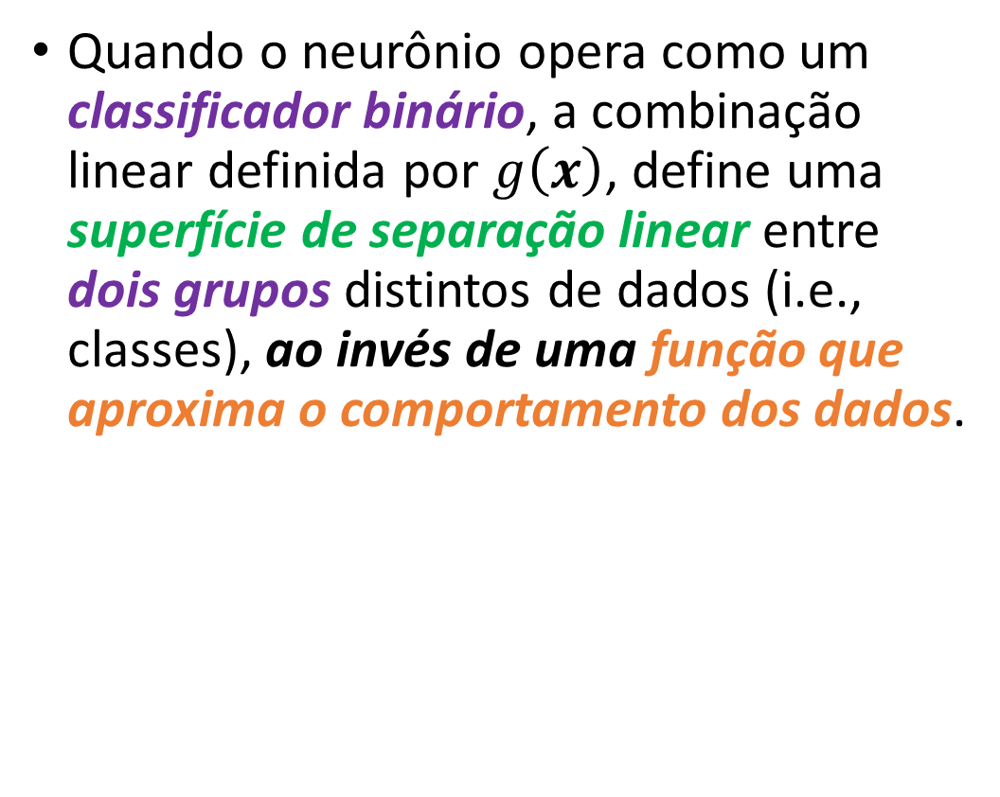 • Quando o neurônio opera como um
classificador binário, a combinação
linear definida por g(x), define uma
superfície de separação linear entre
dois grupos distintos de dados (i.e.,
classes), ao invés de uma função que
aproxima o comportamento dos dados.